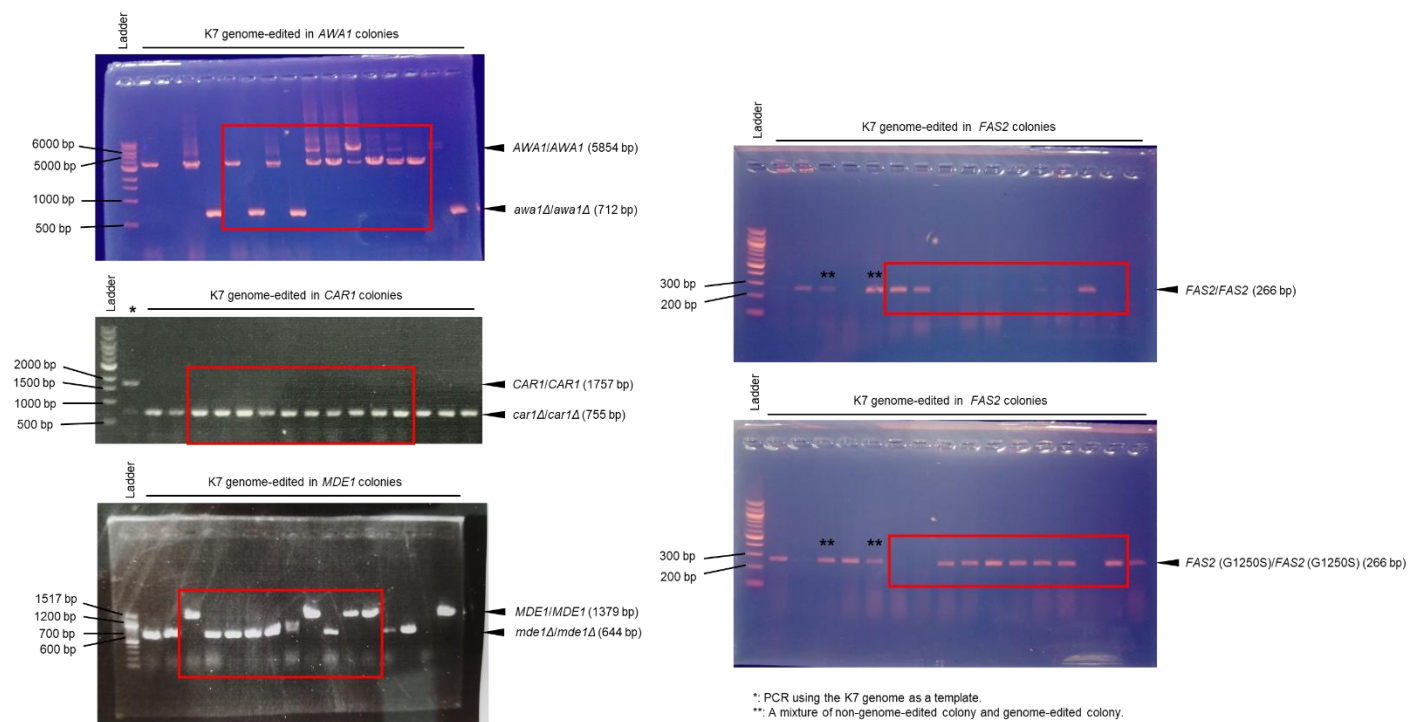 Ladder
K7 genome-edited in AWA1 colonies
6000 bp
5000 bp
1000 bp
500 bp
AWA1/AWA1 (5854 bp)
awa1Δ/awa1Δ (712 bp)
Ladder
*
K7 genome-edited in CAR1 colonies
2000 bp
1500 bp
1000 bp
500 bp
CAR1/CAR1 (1757 bp)
car1Δ/car1Δ (755 bp)
Ladder
K7 genome-edited in MDE1 colonies
1517 bp
1200 bp
700 bp
600 bp
MDE1/MDE1 (1379 bp)
mde1Δ/mde1Δ (644 bp)
Ladder
K7 genome-edited in FAS2 colonies
** **
300 bp
200 bp
FAS2/FAS2 (266 bp)
Ladder
K7 genome-edited in FAS2 colonies
** **
300 bp
200 bp
FAS2 (G1250S)/FAS2 (G1250S) (266 bp)
*: PCR using the K7 genome as a template.
**: A mixture of non-genome-edited colony and genome-edited colony.